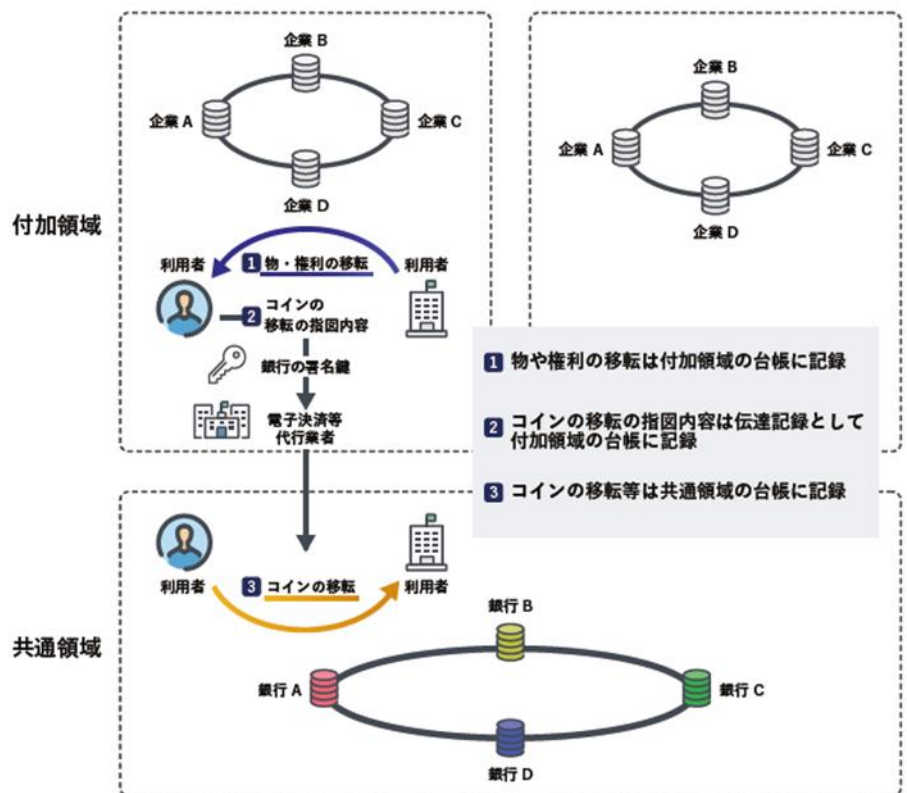 企業 B
企業 A
企業 C
企業 D
企業 B
企業 A
企業 C
企業 D
付加領域
利用者
1 物・権利の移転
利用者
2 コインの
移転の指図内容
銀行の署名鍵
電子決済等
代行業者
1 物や権利の移転は付加領域の台帳に記録
2 コインの移転の指図内容は伝達記録として
付加領域の台帳に記録
3 コインの移転等は共通領域の台帳に記録
共通領域
利用者
3 コインの移転
利用者
銀行 B
銀行 A
銀行 C
銀行 D